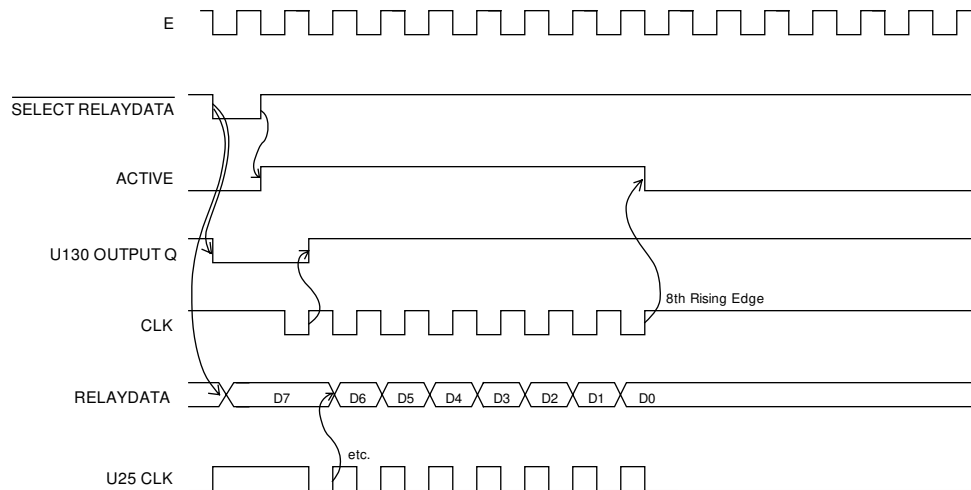 E
SELECT RELAYDATA
ACTIVE
U130 OUTPUT Q
8th Rising Edge
CLK
RELAYDATA
D7 D6 D5 D4 D3 D2 D1 D0
etc.
U25 CLK